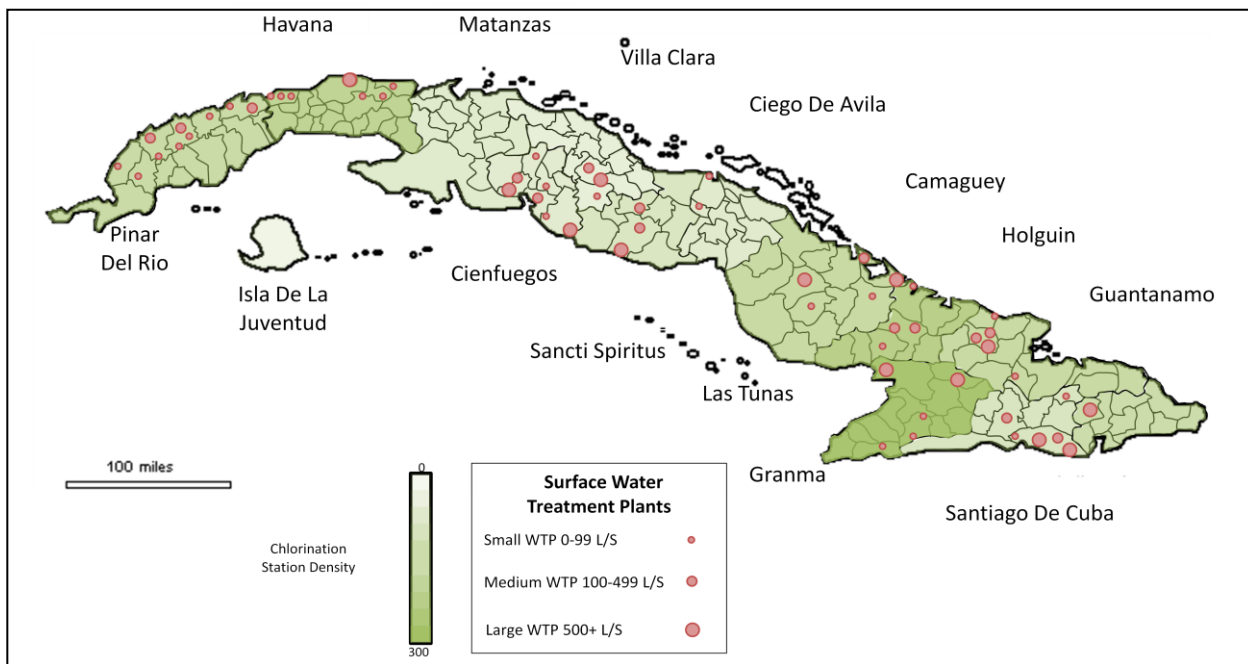 Havana
Matanzas
Villa Clara
Ciego De Avila
Camaguey
Holguin
Guantanamo
Pinar
Del Rio
Isla De La
Juventud
Cienfuegos
Sancti Spiritus
Las Tunas
Granma
Santiago De Cuba
100 miles
0
Chlorination
Station Density
300
Surface Water
Treatment Plants
Small WTP 0-99 L/S
Medium WTP 100-499 L/S
Large WTP 500+ L/S